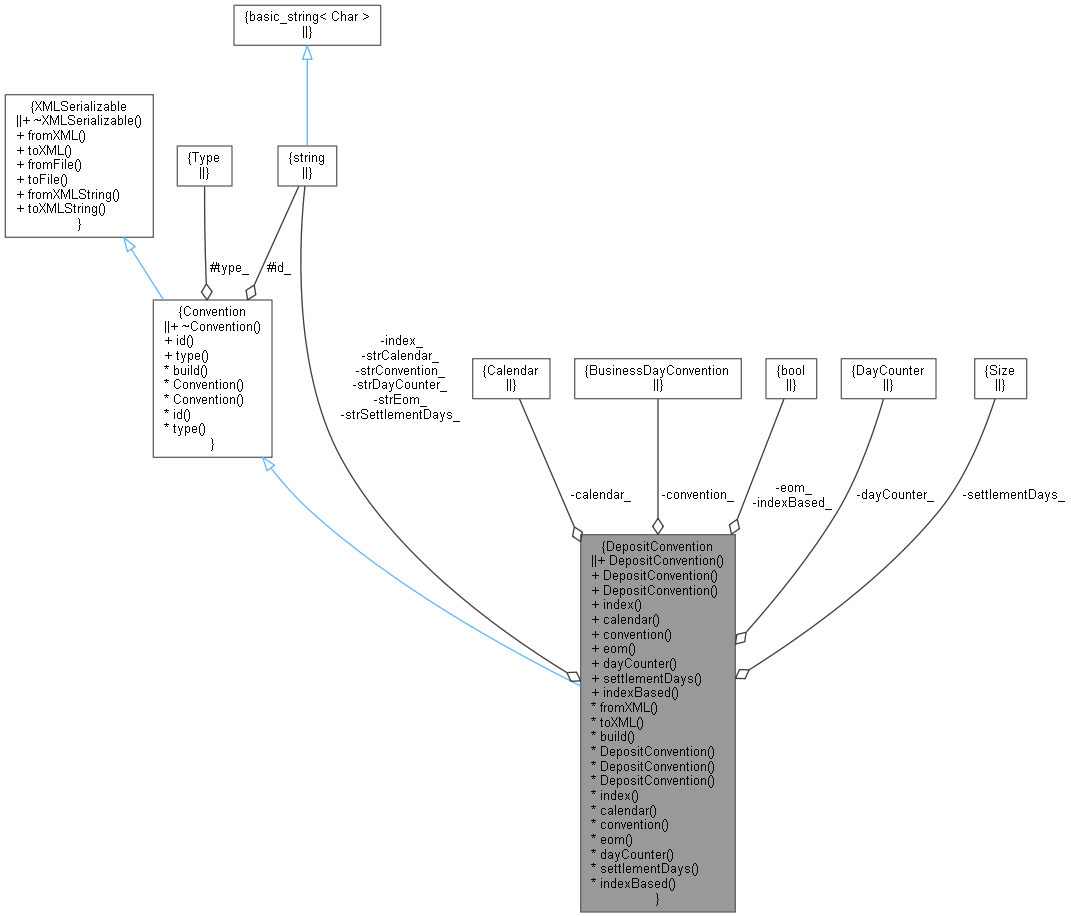 {basic_string< Char >
||}
{XMLSerializable
||+ ~XMLSerializable()
+ fromXML()
+ toXML()
+ fromFile()
+ toFile()
+ fromXMLString()
+ toXMLString()
}
{Type
||}
{string
||}
#type_
#id_
{Convention
||+ ~Convention()
+ id()
+ type()
* build()
* Convention()
* Convention()
* id()
* type()
}
-index_
-strCalendar_
-strConvention_
-strDayCounter_
-strEom_
-strSettlementDays_
{Calendar
||}
{BusinessDayConvention
||}
{bool
||}
{DayCounter
||}
{Size
||}
-calendar_
-convention_
-eom_
-indexBased_
-dayCounter_
-settlementDays_
{DepositConvention
||+ DepositConvention()
+ DepositConvention()
+ DepositConvention()
+ index()
+ calendar()
+ convention()
+ eom()
+ dayCounter()
+ settlementDays()
+ indexBased()
* fromXML()
* toXML()
* build()
* DepositConvention()
* DepositConvention()
* DepositConvention()
* index()
* calendar()
* convention()
* eom()
* dayCounter()
* settlementDays()
* indexBased()
}